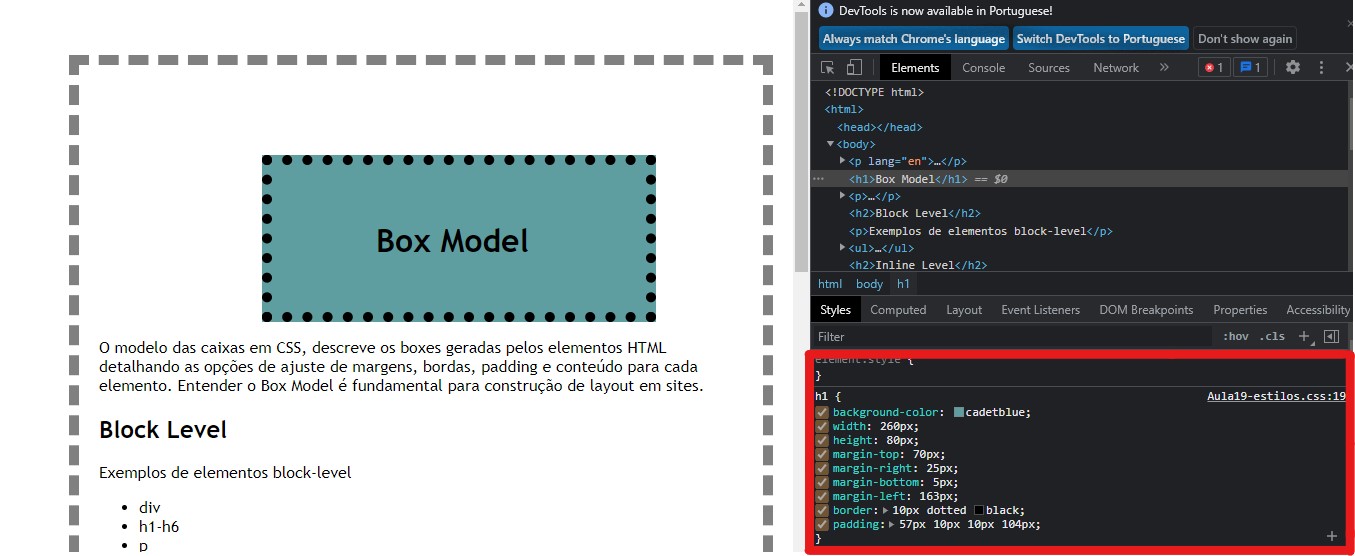 Box Model
O modelo das caixas em CSS, descreve os boxes geradas pelos elementos HTML
detalhando as opções de ajuste de margens, bordas, padding e conteúdo para cada
elemento. Entender o Box Model é fundamental para construção de layout em sites.
Block Level
Exemplos de elementos block-level
div
h1-h6
p
DevTools is now available in Portuguese!
Always match Chrome's language Switch DevTools to Portuguese Don't show again
Elements Console Sources Network » 1 1
<!DOCTYPE html>
<html>
<head></head>
<body>
<p lang="en">…</p>
<h1>Box Model</h1> == $0
<p>…</p>
<h2>Block Level</h2>
<p>Exemplos de elementos block-level</p>
<ul>…</ul>
<h2>Inline Level</h2>
html body h1
Styles Computed Layout Event Listeners DOM Breakpoints Properties Accessibility
Filter :hov .cls +
element.style {
}
h1 { Aula19-estilos.css:19
background-color: cadetblue;
width: 260px;
height: 80px;
margin-top: 70px;
margin-right: 25px;
margin-bottom: 5px;
margin-left: 163px;
border: 10px dotted black;
padding: 57px 10px 10px 104px;
}